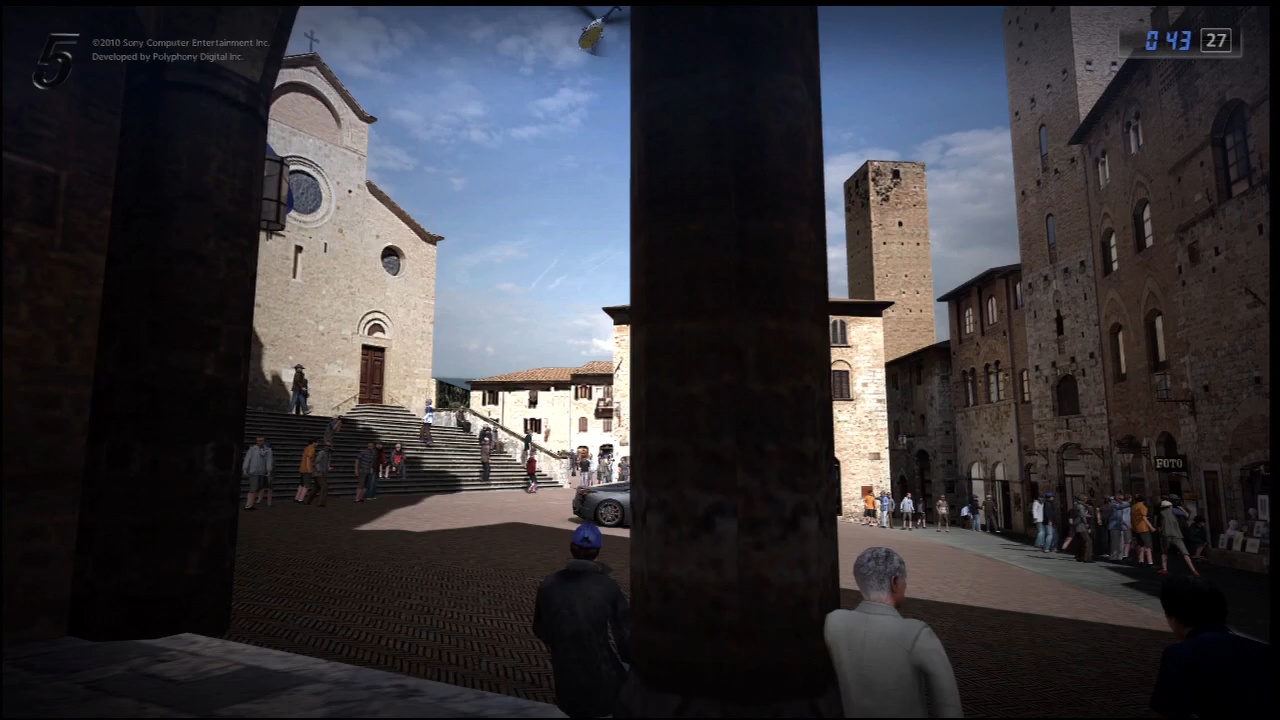 5
©2010 Sony Computer Entertainment Inc.
Developed by Polyphony Digital Inc.
0 43 27
FOTO